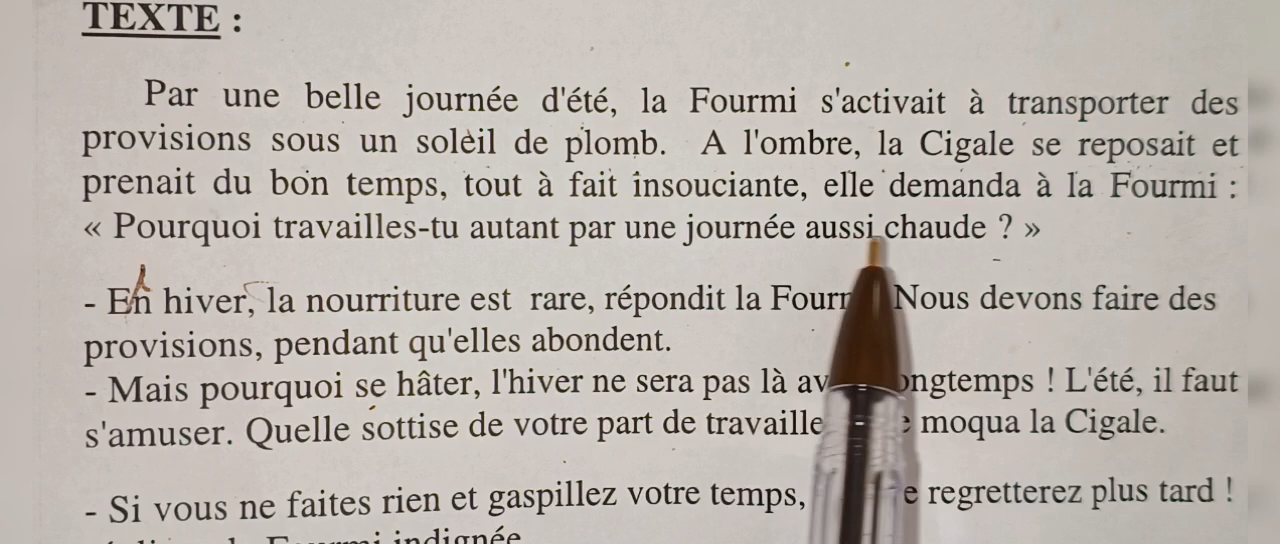 TEXTE :
Par une belle journée d'été, la Fourmi s'activait à transporter des
provisions sous un soleil de plomb. A l'ombre, la Cigale se reposait et
prenait du bon temps, tout à fait insouciante, elle demanda à la Fourmi :
« Pourquoi travailles-tu autant par une journée aussi chaude ? »
- En hiver, la nourriture est rare, répondit la Nous devons faire des
provisions, pendant qu'elles abondent.
- Mais pourquoi se hâter, l'hiver ne sera pas là ! L'été, il faut
s'amuser. Quelle sottise de votre part de moqua la Cigale.
- Si vous ne faites rien et gaspillez votre temps, regretterez plus tard !
Fourmi indignée